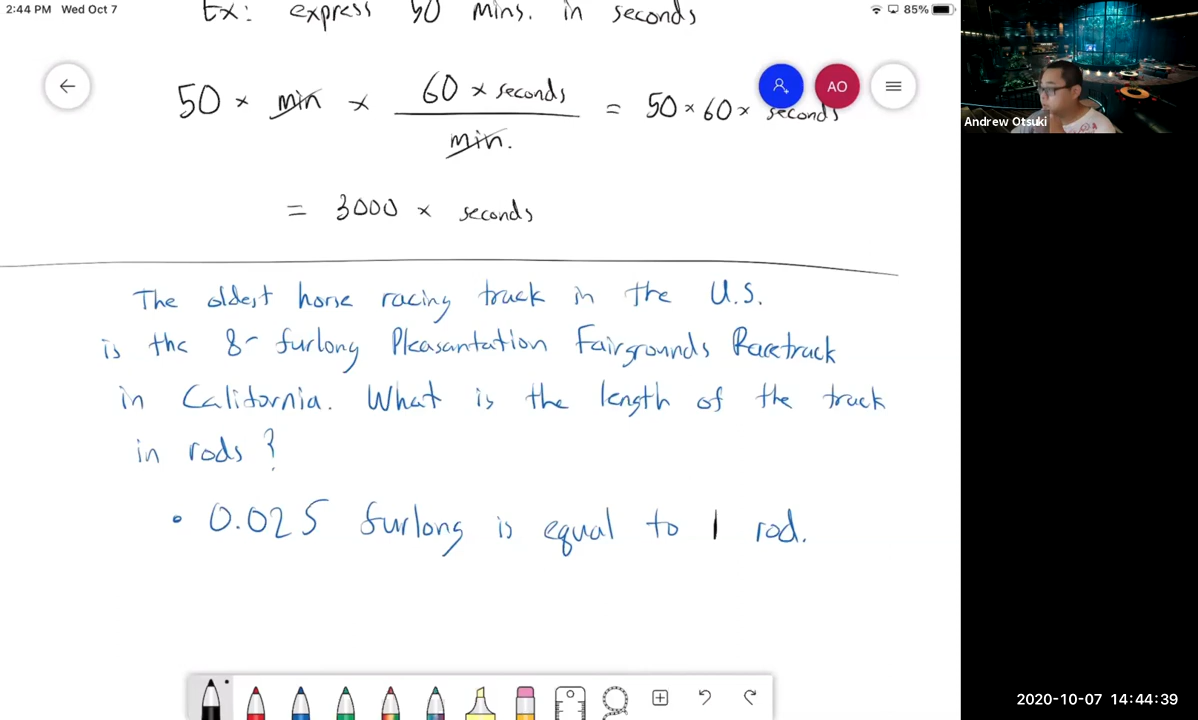 2:44 PM Wed Oct 7
85%
Ex: express 50 mins. in seconds
50 × min × 60 × seconds / min. = 50 × 60 × seconds
AO
Andrew Otsuki
= 3000 × seconds
The oldest horse racing track in the U.S.
is the 8- furlong Pleasantation Fairgrounds Racetrack
in California. What is the length of the track
in rods?
• 0.025 furlong is equal to 1 rod.
2020-10-07 14:44:39